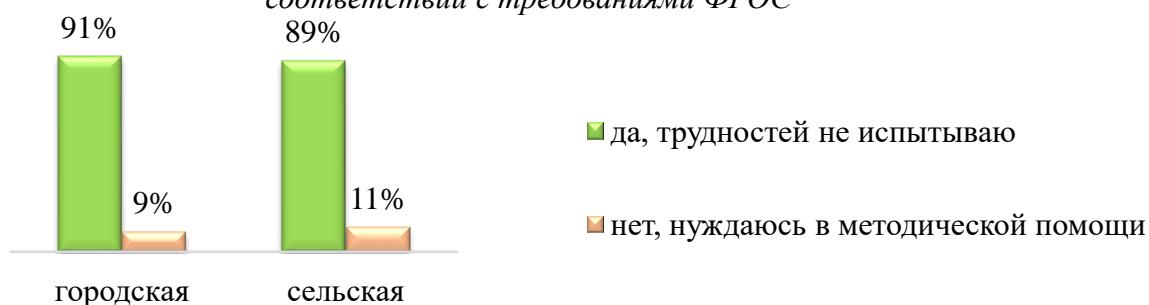 соответствии с требованиями ФГОС
91%
89%
9%
11%
городская
сельская
да, трудностей не испытываю
нет, нуждаюсь в методической помощи